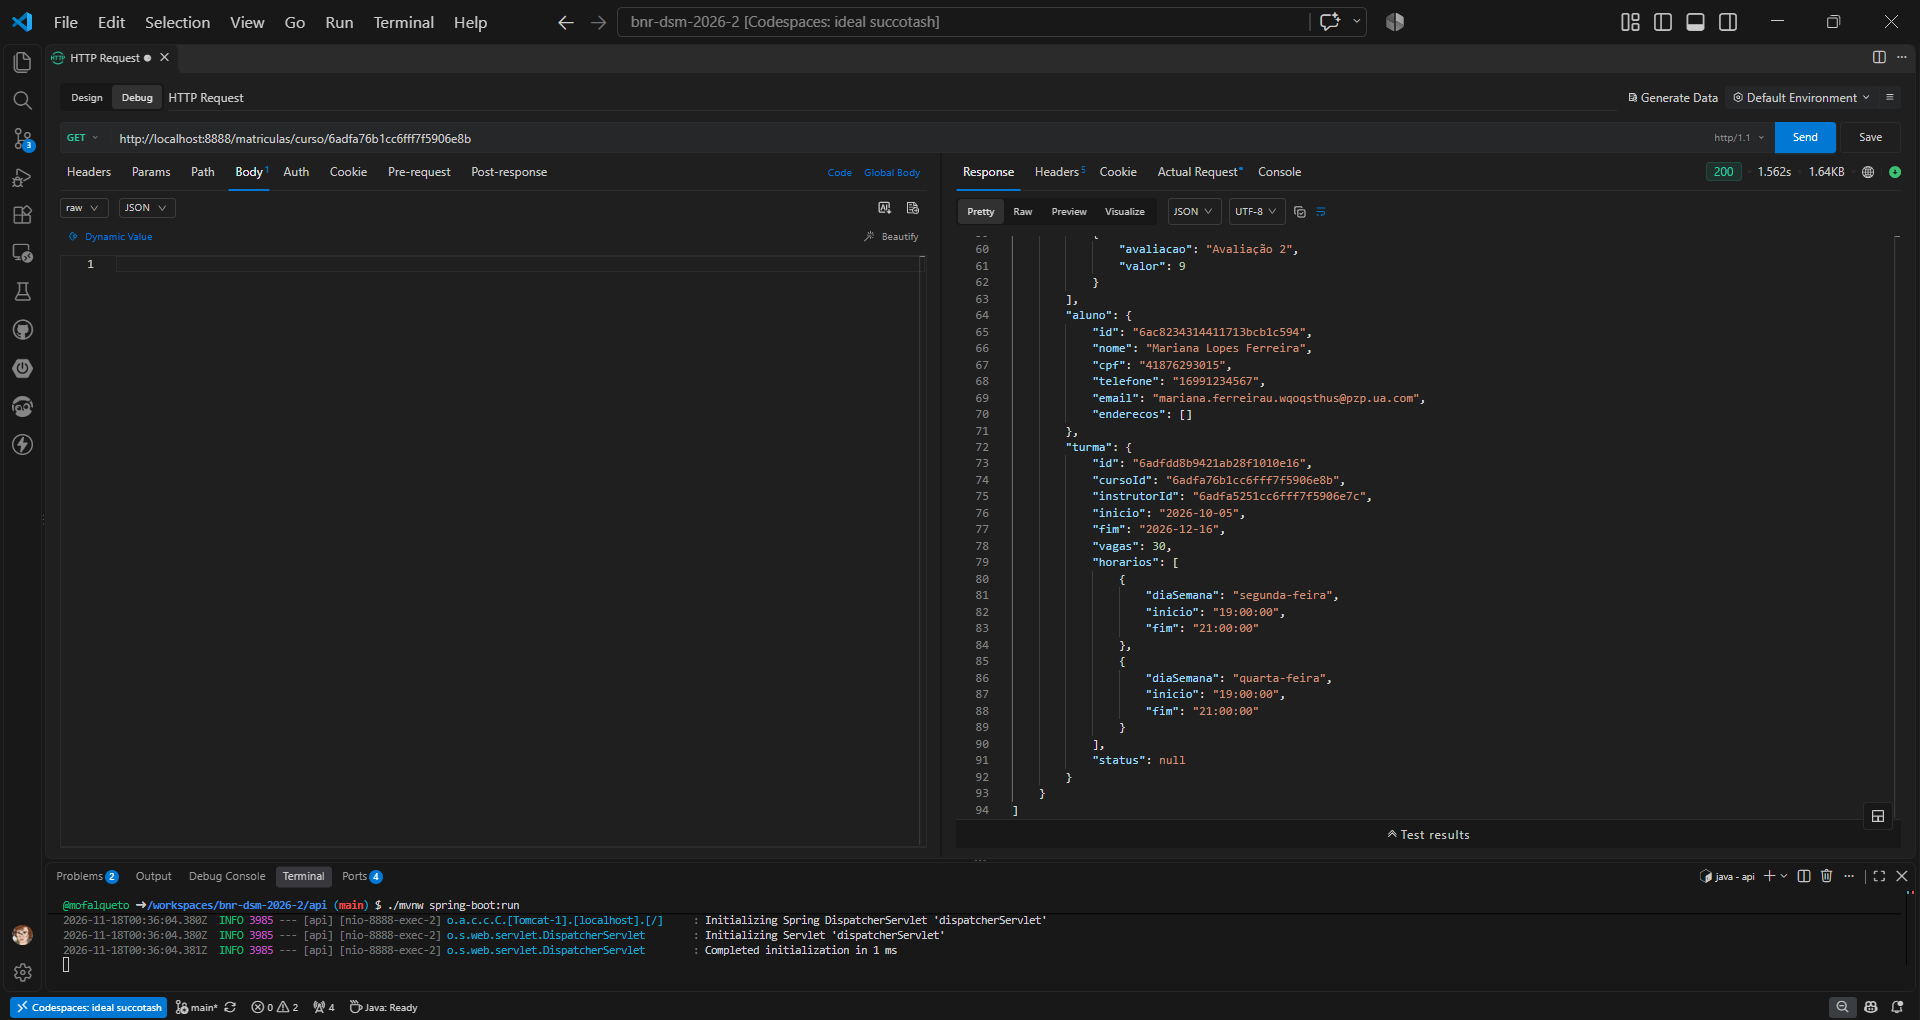 File Edit Selection View Go Run Terminal Help bnr-dsm-2026-2 [Codespaces: ideal succotash]
HTTP Request
Design Debug HTTP Request Generate Data Default Environment
GET http://localhost:8888/matriculas/curso/6adfa76b1cc6fff7f5906e8b http/1.1 Send Save
Headers Params Path Body 1 Auth Cookie Pre-request Post-response Code Global Body
Response Headers 5 Cookie Actual Request Console 200 1.562s 1.64KB
raw JSON
Pretty Raw Preview Visualize JSON UTF-8
Dynamic Value Beautify
1
{
60 "avaliacao": "Avaliação 2",
61 "valor": 9
62 }
63 ],
64 "aluno": {
65 "id": "6ac8234314411713bcb1c594",
66 "nome": "Mariana Lopes Ferreira",
67 "cpf": "41876293015",
68 "telefone": "16991234567",
69 "email": "mariana.ferreirau.wqoqsthus@pzp.ua.com",
70 "enderecos": []
71 },
72 "turma": {
73 "id": "6adfdd8b9421ab28f1010e16",
74 "cursoId": "6adfa76b1cc6fff7f5906e8b",
75 "instrutorId": "6adfa5251cc6fff7f5906e7c",
76 "inicio": "2026-10-05",
77 "fim": "2026-12-16",
78 "vagas": 30,
79 "horarios": [
80 {
81 "diaSemana": "segunda-feira",
82 "inicio": "19:00:00",
83 "fim": "21:00:00"
84 },
85 {
86 "diaSemana": "quarta-feira",
87 "inicio": "19:00:00",
88 "fim": "21:00:00"
89 }
90 ],
91 "status": null
92 }
93 }
94 ]
Test results
Problems 2 Output Debug Console Terminal Ports 4 java - api
@mofalqueto ➜/workspaces/bnr-dsm-2026-2/api (main) $ ./mvnw spring-boot:run
2026-11-18T00:36:04.380Z INFO 3985 --- [api] [nio-8888-exec-2] o.a.c.c.C.[Tomcat-1].[localhost].[/] : Initializing Spring DispatcherServlet 'dispatcherServlet'
2026-11-18T00:36:04.380Z INFO 3985 --- [api] [nio-8888-exec-2] o.s.web.servlet.DispatcherServlet : Initializing Servlet 'dispatcherServlet'
2026-11-18T00:36:04.381Z INFO 3985 --- [api] [nio-8888-exec-2] o.s.web.servlet.DispatcherServlet : Completed initialization in 1 ms
Codespaces: ideal succotash main* 0 2 4 Java: Ready